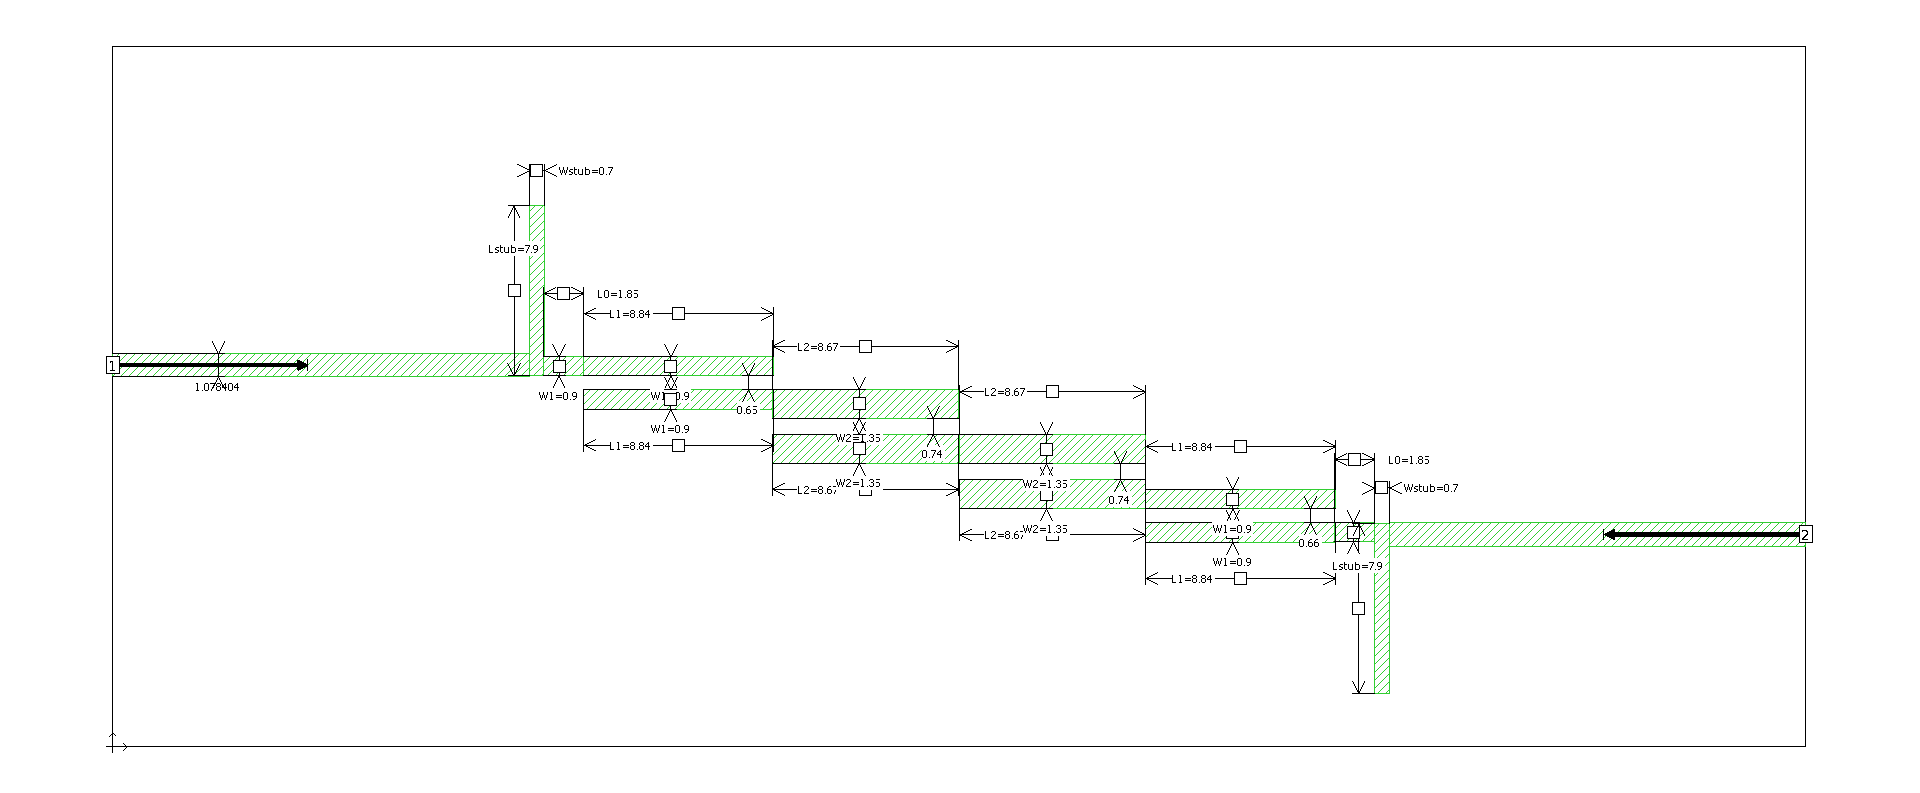 Wstub=0.7
Lstub=7.9
L0=1.85
L1=8.84
L2=8.67
1
1.078404
W1=0.9
W1=0.9
0.65
L2=8.67
W1=0.9
W2=1.35
L1=8.84
0.74
L1=8.84
L0=1.85
W2=1.35
W2=1.35
Wstub=0.7
L2=8.67
0.74
W2=1.35
W1=0.9
2
L2=8.67
0.66
W1=0.9
Lstub=7.9
L1=8.84